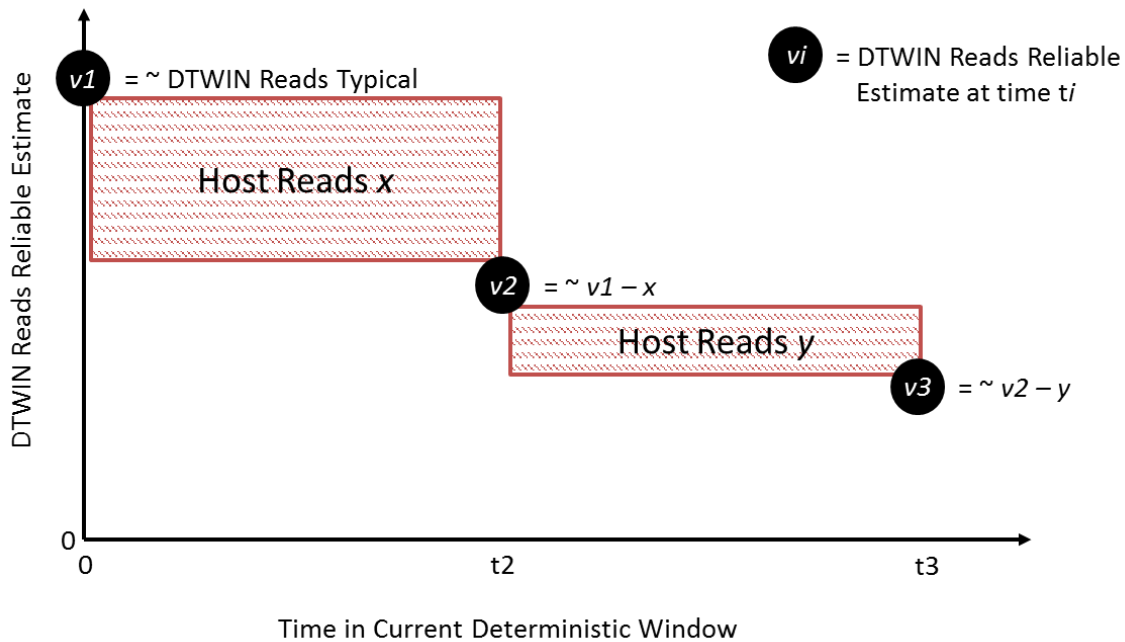 v1 = ~ DTWIN Reads Typical
vi = DTWIN Reads Reliable
Estimate at time ti
DTWIN Reads Reliable Estimate
Host Reads x
v2 = ~ v1 – x
Host Reads y
v3 = ~ v2 – y
0
0 t2 t3
Time in Current Deterministic Window